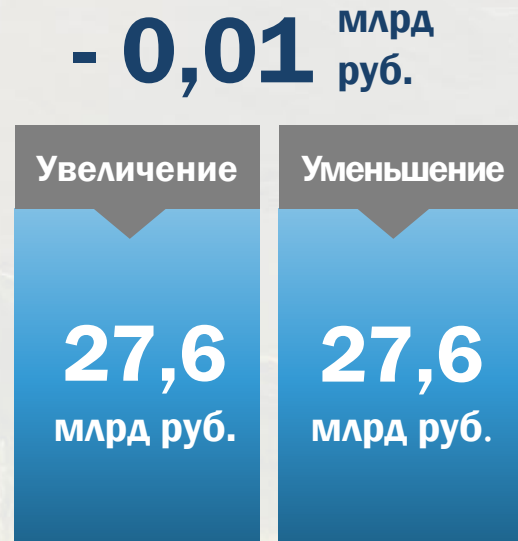 - 0,01 млрд
руб.
Увеличение
Уменьшение
27,6
млрд руб.
27,6
млрд руб.